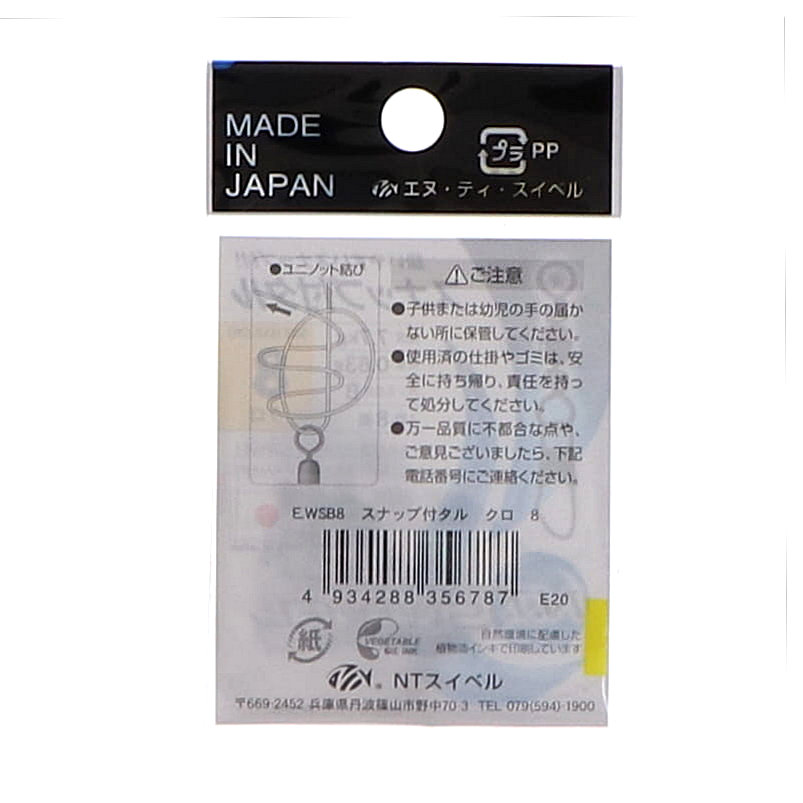 MADE
IN
JAPAN
プラ PP
エヌ・ティ・スイベル
●ユニノット結び
⚠ご注意
●子供または幼児の手の届か
ない所に保管してください。
●使用済の仕掛やゴミは、安
全に持ち帰り、責任を持っ
て処分してください。
●万一品質に不都合な点や、
ご意見ございましたら、下記
電話番号にご連絡ください。
E.WSB8 スナップ付タル クロ 8
4 934288 356787 E20
紙
VEGETABLE
OIL INK
自然環境に配慮した
植物油インキで印刷しています
NTスイベル
〒669-2452 兵庫県丹波篠山市野中70-3 TEL 079(594)-1900